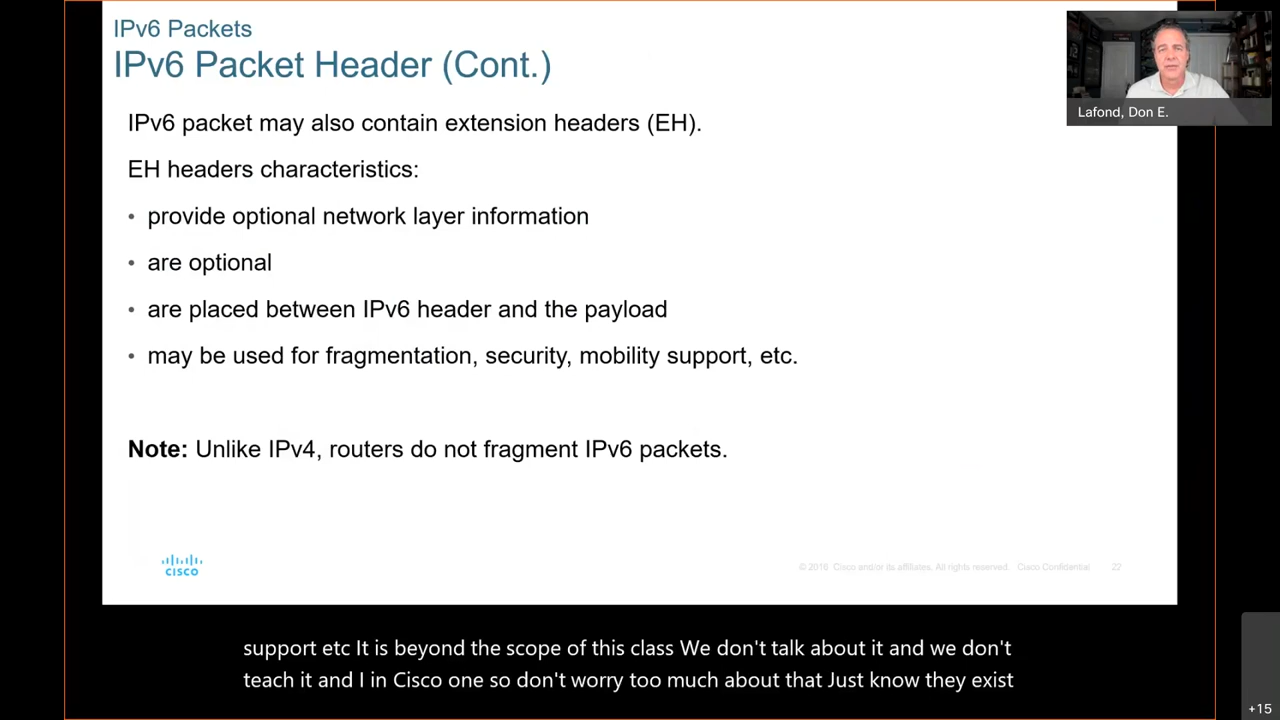 IPv6 Packets
IPv6 Packet Header (Cont.)
Lafond, Don E.
IPv6 packet may also contain extension headers (EH).
EH headers characteristics:
• provide optional network layer information
• are optional
• are placed between IPv6 header and the payload
• may be used for fragmentation, security, mobility support, etc.
Note: Unlike IPv4, routers do not fragment IPv6 packets.
CISCO
© 2016 Cisco and/or its affiliates. All rights reserved. Cisco Confidential 22
support etc It is beyond the scope of this class We don't talk about it and we don't
teach it and I in Cisco one so don't worry too much about that Just know they exist
+15